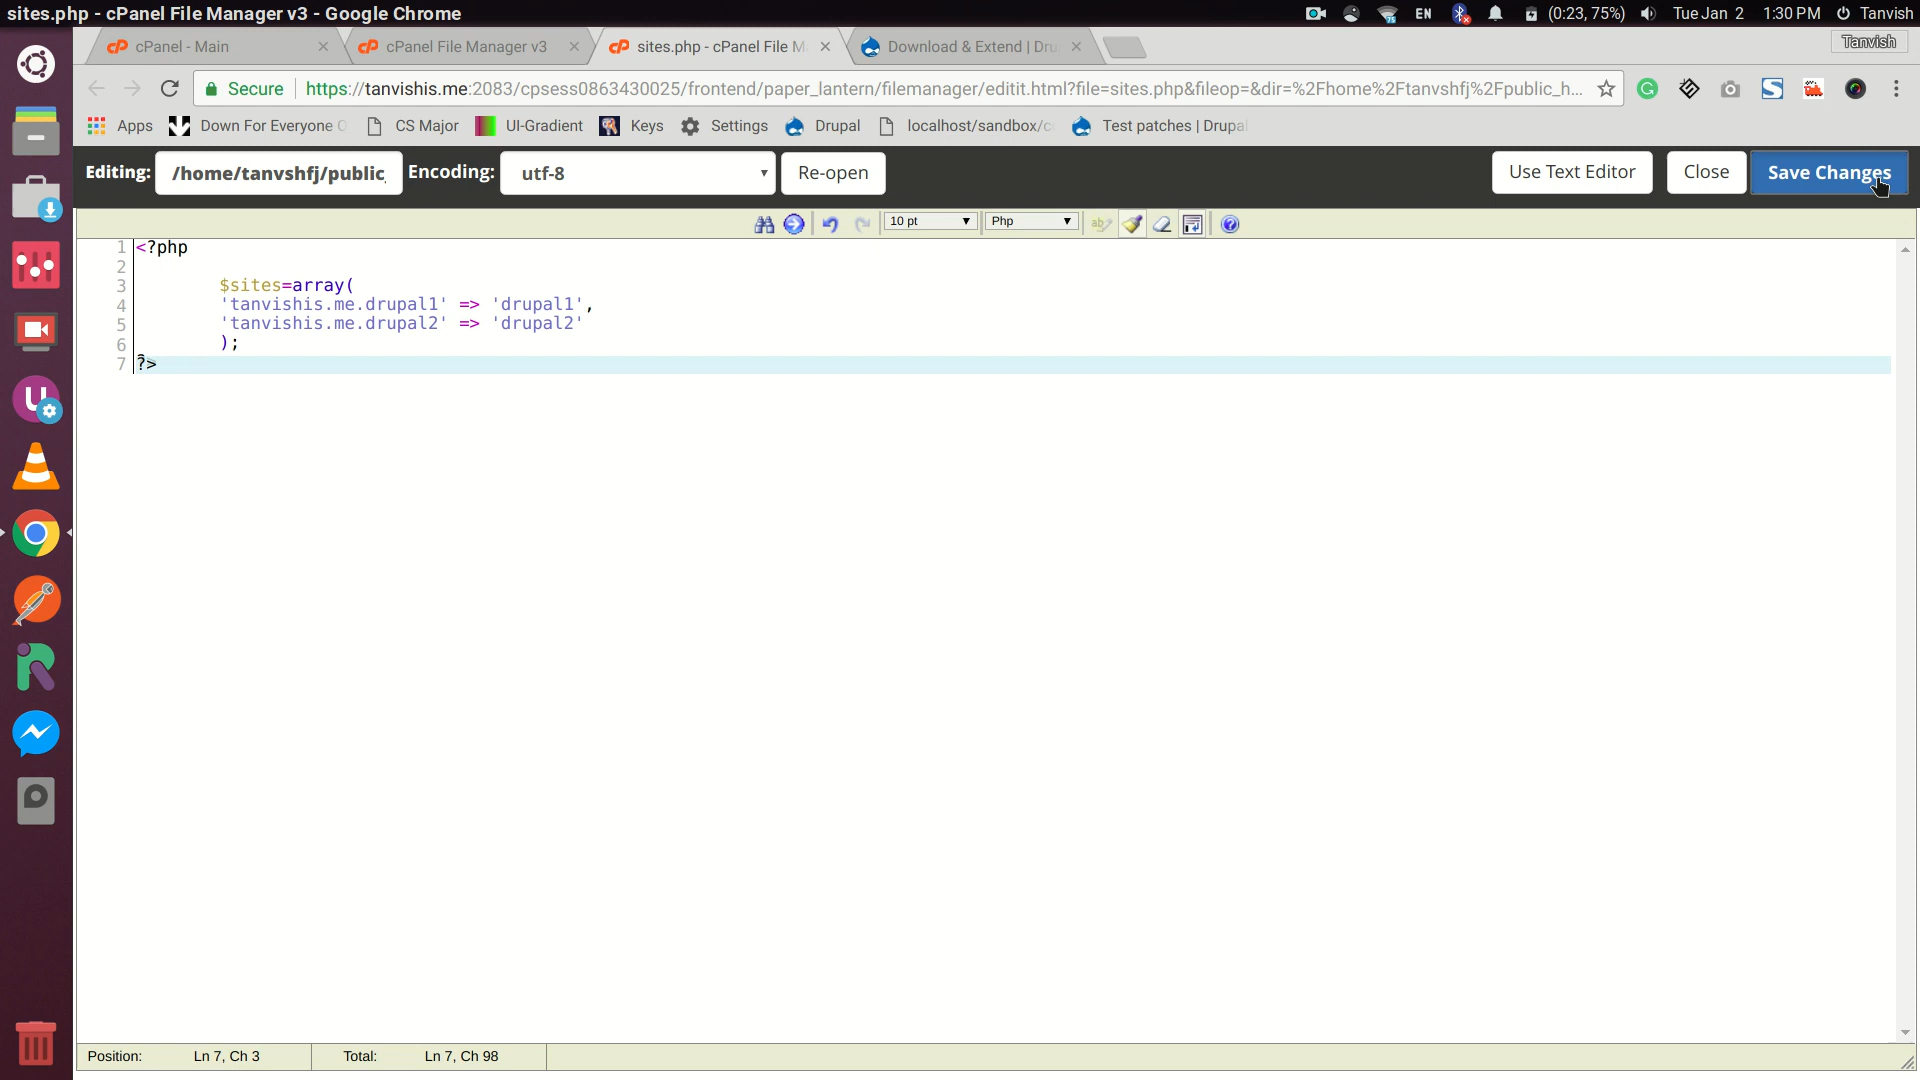 sites.php - cPanel File Manager v3 - Google Chrome
EN (0:23, 75%) Tue Jan 2 1:30 PM Tanvish
cPanel - Main
cPanel File Manager v3
sites.php - cPanel File M
Download & Extend | Dru
Tanvish
Secure https://tanvishis.me:2083/cpsess0863430025/frontend/paper_lantern/filemanager/editit.html?file=sites.php&fileop=&dir=%2Fhome%2Ftanvshfj%2Fpublic_h...
Apps Down For Everyone O CS Major UI-Gradient Keys Settings Drupal localhost/sandbox/c Test patches | Drupal
Editing: /home/tanvshfj/public_ Encoding: utf-8 Re-open Use Text Editor Close Save Changes
10 pt Php
1 <?php
2
3 $sites=array(
4 'tanvishis.me.drupal1' => 'drupal1',
5 'tanvishis.me.drupal2' => 'drupal2'
6 );
7 ?>
Position: Ln 7, Ch 3 Total: Ln 7, Ch 98